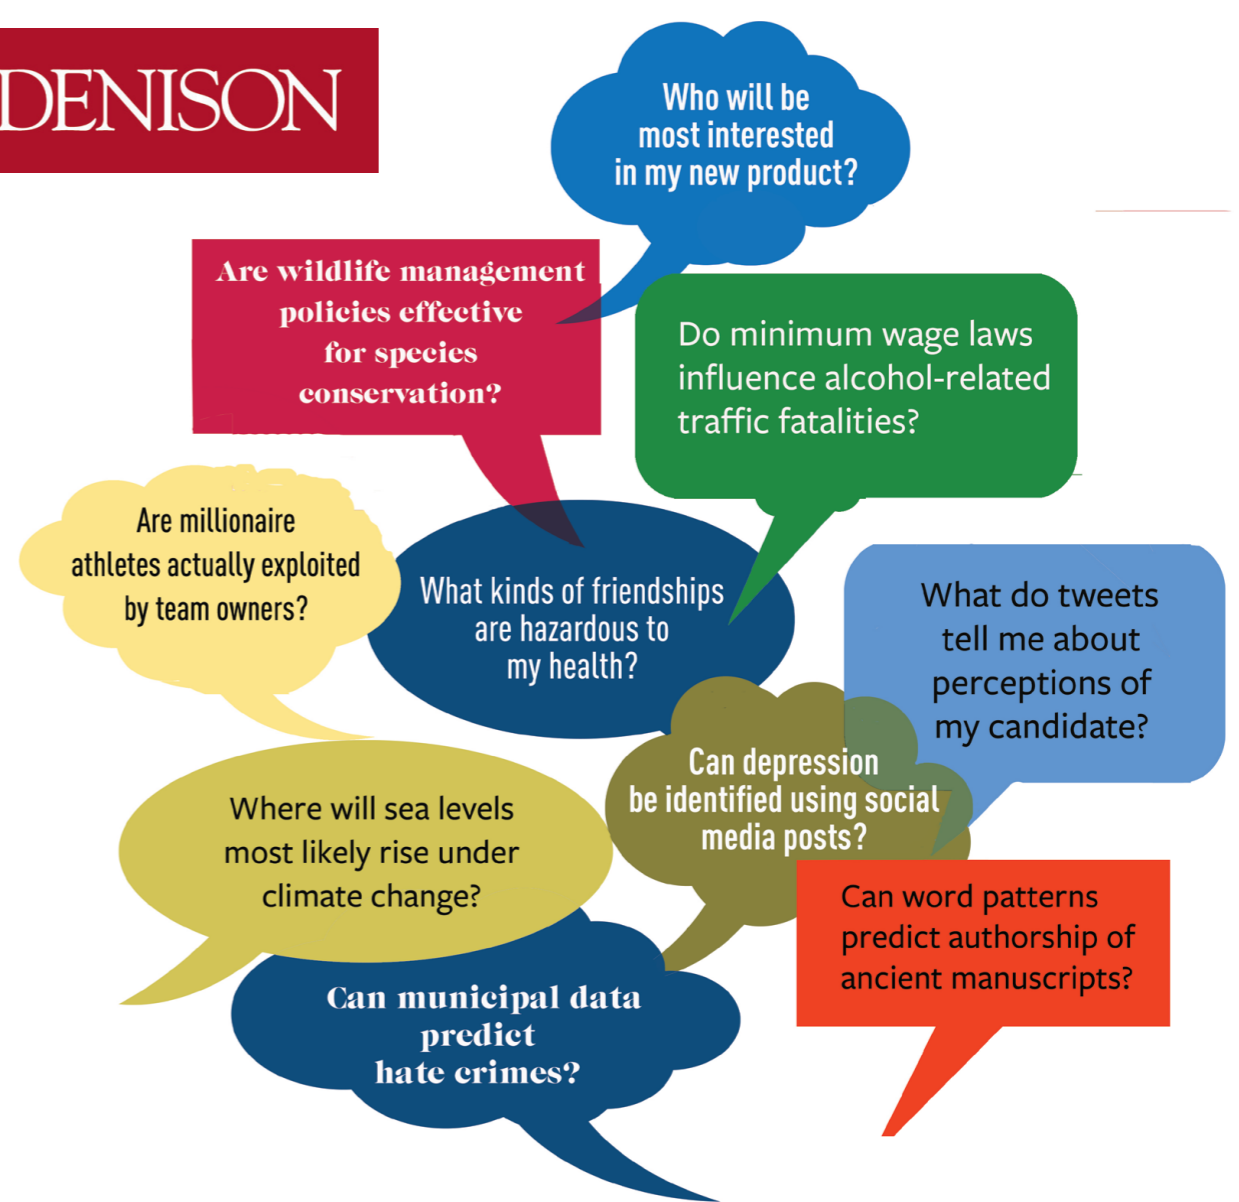 DENISON
Who will be
most interested
in my new product?
Are wildlife management
policies effective
for species
conservation?
Do minimum wage laws
influence alcohol-related
traffic fatalities?
Are millionaire
athletes actually exploited
by team owners?
What kinds of friendships
are hazardous to
my health?
What do tweets
tell me about
perceptions of
my candidate?
Can depression
be identified using social
media posts?
Where will sea levels
most likely rise under
climate change?
Can word patterns
predict authorship of
ancient manuscripts?
Can municipal data
predict
hate crimes?